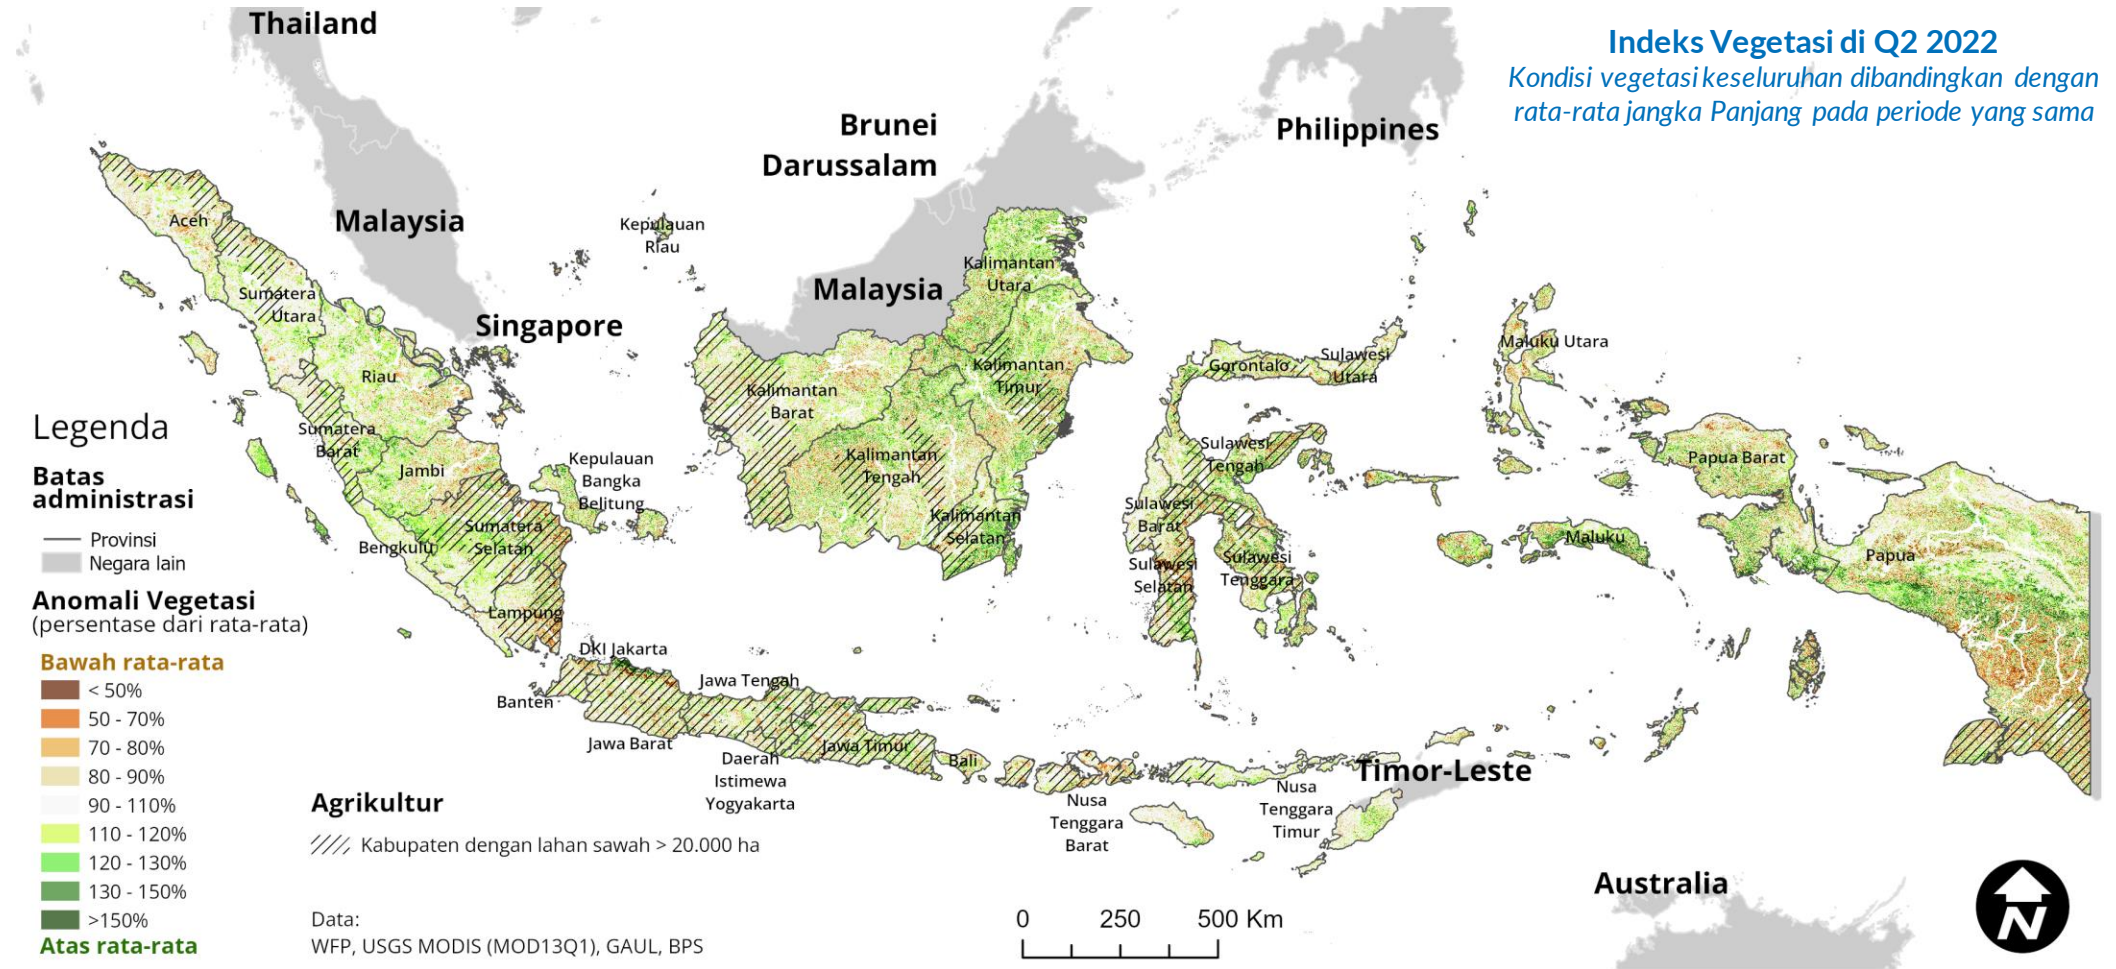 Indeks Vegetasi di Q2 2022
Kondisi vegetasi keseluruhan dibandingkan dengan
rata-rata jangka Panjang pada periode yang sama
Thailand
Malaysia
Singapore
Brunei
Darussalam
Malaysia
Philippines
Timor-Leste
Australia
Aceh
Sumatera
Utara
Riau
Kepulauan
Riau
Sumatera
Barat
Jambi
Kepulauan
Bangka
Belitung
Sumatera
Selatan
Bengkulu
Lampung
DKI Jakarta
Banten
Jawa Barat
Jawa Tengah
Daerah
Istimewa
Yogyakarta
Jawa Timur
Bali
Nusa
Tenggara
Barat
Nusa
Tenggara
Timur
Kalimantan
Utara
Kalimantan
Timur
Kalimantan
Barat
Kalimantan
Tengah
Kalimantan
Selatan
Gorontalo
Sulawesi
Utara
Sulawesi
Tengah
Sulawesi
Barat
Sulawesi
Selatan
Sulawesi
Tenggara
Maluku Utara
Maluku
Papua Barat
Papua
Legenda
Batas
administrasi
Provinsi
Negara lain
Anomali Vegetasi
(persentase dari rata-rata)
Bawah rata-rata
< 50%
50 - 70%
70 - 80%
80 - 90%
90 - 110%
110 - 120%
120 - 130%
130 - 150%
>150%
Atas rata-rata
Agrikultur
Kabupaten dengan lahan sawah > 20.000 ha
Data:
WFP, USGS MODIS (MOD13Q1), GAUL, BPS
0 250 500 Km
N